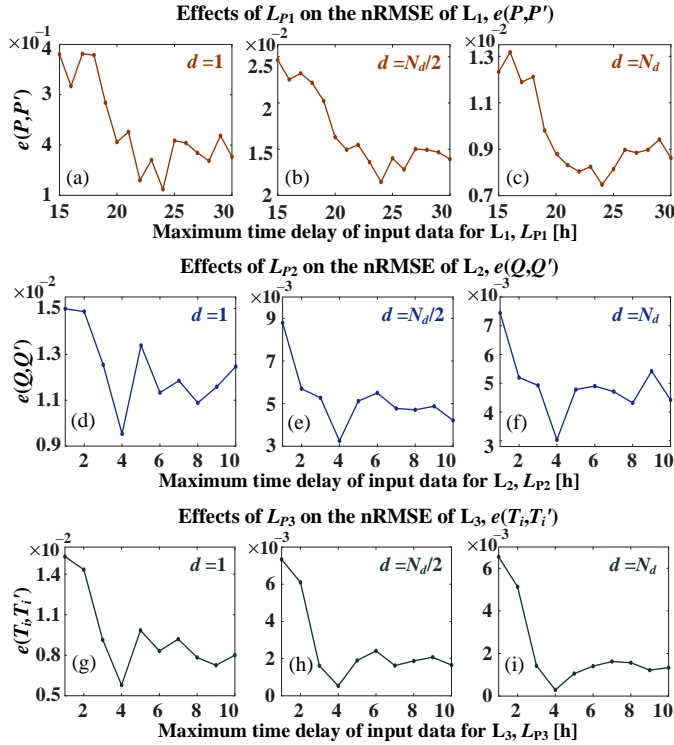 Effects of L_P1 on the nRMSE of L₁, e(P,P')
×10⁻¹
×10⁻²
×10⁻²
4
3
4
1
e(P,P')
d=1
(a)
15 20 25 30
2.5
1.5
2
d=N_d/2
(b)
15 20 25 30
1.3
0.9
0.7
d=N_d
(c)
15 20 25 30
Maximum time delay of input data for L₁, L_P1 [h]
Effects of L_P2 on the nRMSE of L₂, e(Q,Q')
×10⁻²
×10⁻³
×10⁻³
1.5
1.3
1.1
0.9
e(Q,Q')
d=1
(d)
2 4 6 8 10
9
7
5
3
d=N_d/2
(e)
2 4 6 8 10
7
6
5
4
3
d=N_d
(f)
2 4 6 8 10
Maximum time delay of input data for L₂, L_P2 [h]
Effects of L_P3 on the nRMSE of L₃, e(T_i,T_i')
×10⁻²
×10⁻³
×10⁻³
1.4
0.8
0.5
e(T_i,T_i')
d=1
(g)
2 4 6 8 10
6
4
2
0
d=N_d/2
(h)
2 4 6 8 10
6
4
2
0
d=N_d
(i)
2 4 6 8 10
Maximum time delay of input data for L₃, L_P3 [h]